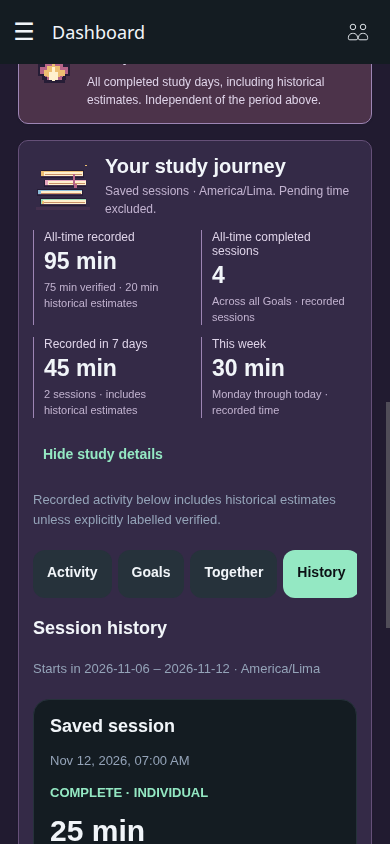 Dashboard
All completed study days, including historical
estimates. Independent of the period above.
Your study journey
Saved sessions · America/Lima. Pending time
excluded.
All-time recorded
95 min
75 min verified · 20 min
historical estimates
All-time completed
sessions
4
Across all Goals · recorded
sessions
Recorded in 7 days
45 min
2 sessions · includes
historical estimates
This week
30 min
Monday through today ·
recorded time
Hide study details
Recorded activity below includes historical estimates
unless explicitly labelled verified.
Activity Goals Together History
Session history
Starts in 2026-11-06 – 2026-11-12 · America/Lima
Saved session
Nov 12, 2026, 07:00 AM
COMPLETE · INDIVIDUAL
25 min